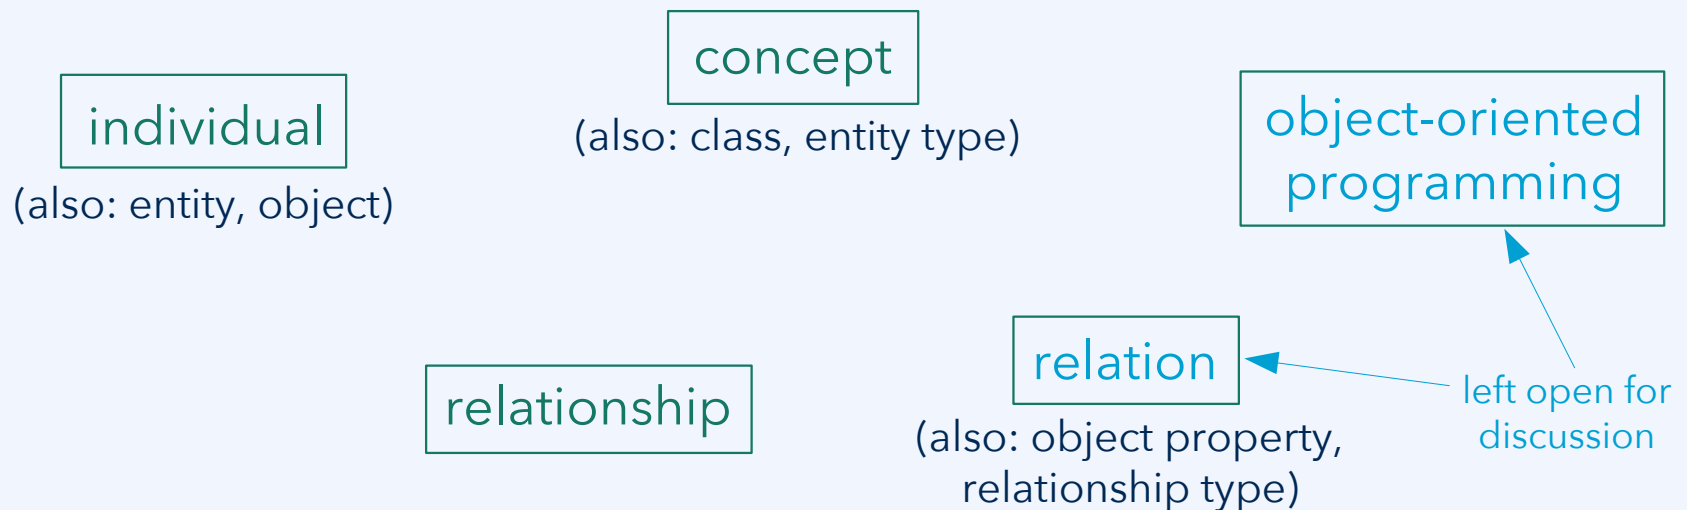 concept
(also: class, entity type)
individual
(also: entity, object)
object-oriented
programming
relation
(also: object property,
relationship type)
left open for
discussion
relationship